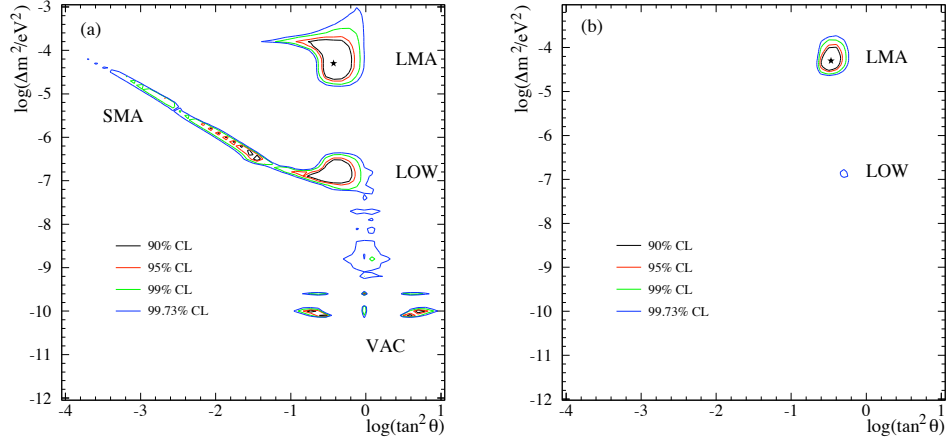 (a)
log(Δm²/eV²)
-3
-4
-5
-6
-7
-8
-9
-10
-11
-12
LMA
SMA
LOW
VAC
90% CL
95% CL
99% CL
99.73% CL
-4
-3
-2
-1
0
1
log(tan²θ)
(b)
log(Δm²/eV²)
-3
-4
-5
-6
-7
-8
-9
-10
-11
-12
LMA
LOW
90% CL
95% CL
99% CL
99.73% CL
-4
-3
-2
-1
0
1
log(tan²θ)